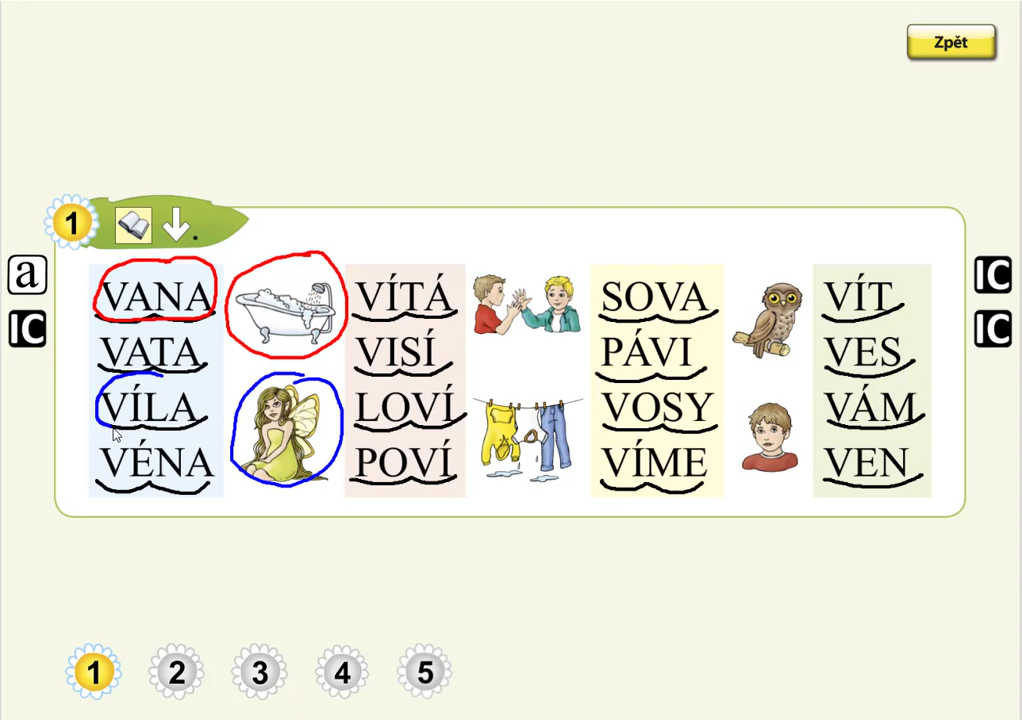 Zpět
1 .
a
IC
IC
IC
VANA VÍTÁ SOVA VÍT
VATA VISÍ PÁVI VES
VÍLA LOVÍ VOSY VÁM
VÉNA POVÍ VÍME VEN
1 2 3 4 5